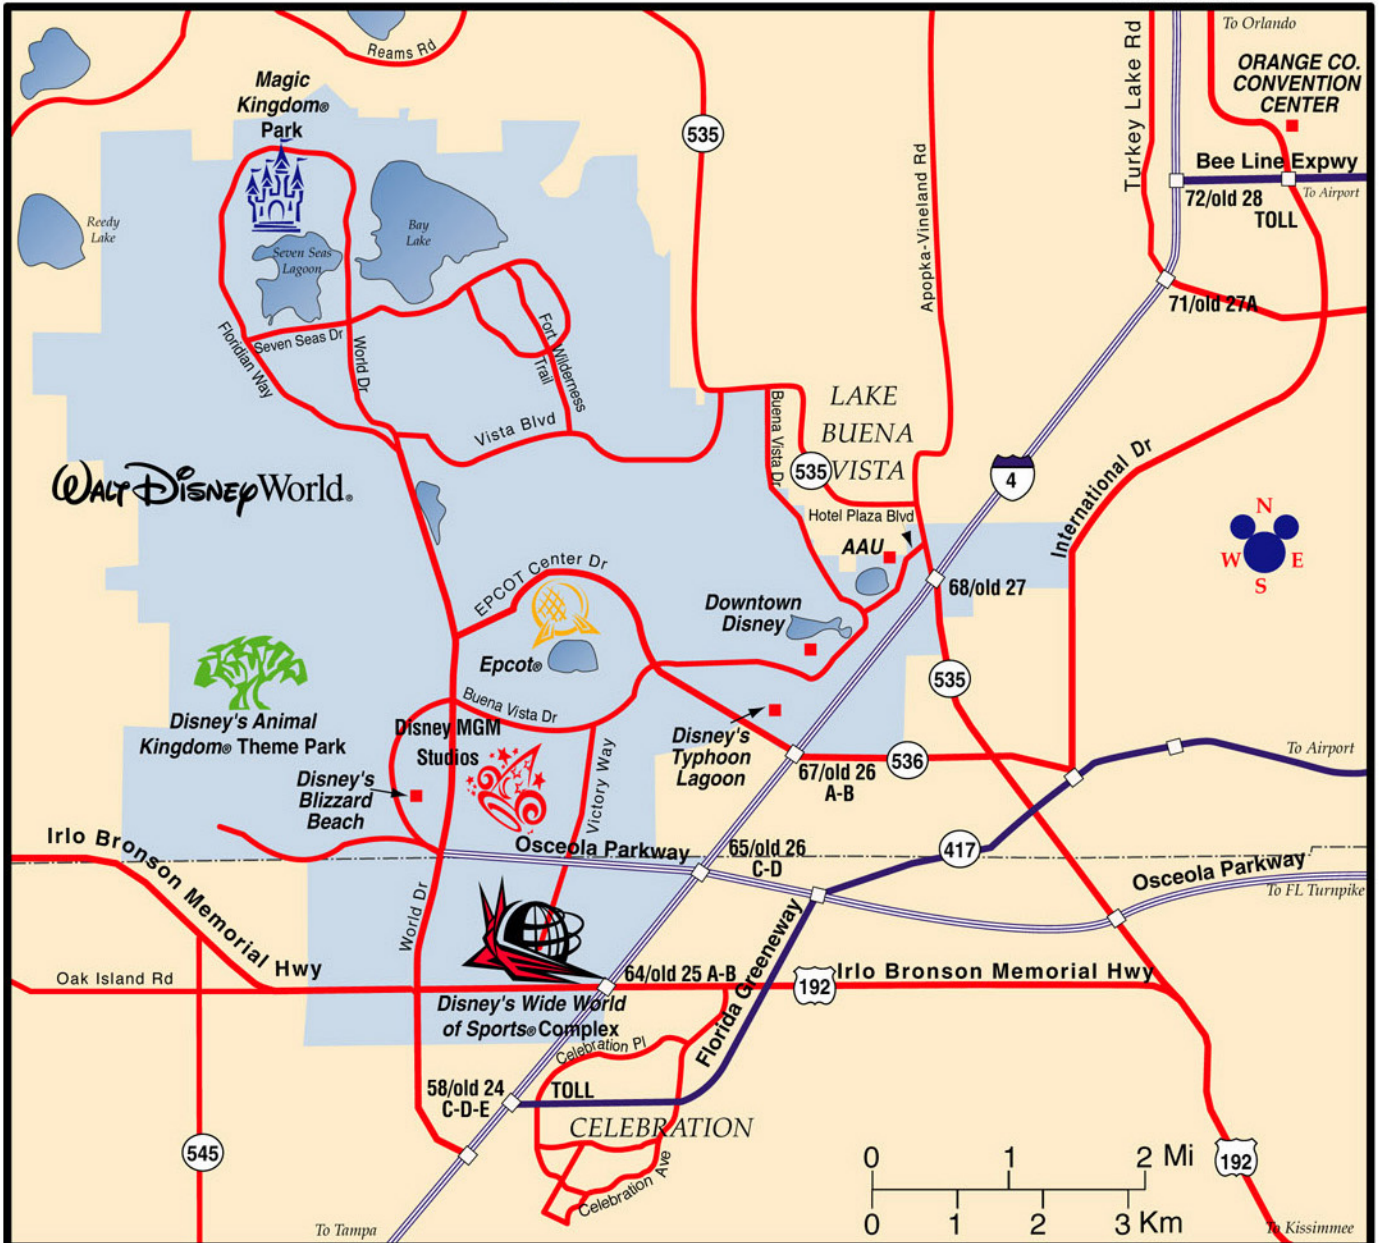 Reams Rd
To Orlando
Magic
Kingdom®
Park
ORANGE CO.
CONVENTION
CENTER
Turkey Lake Rd
535
Apopka-Vineland Rd
Bee Line Expwy
72/old 28
To Airport
TOLL
Reedy
Lake
Bay
Lake
Seven Seas
Lagoon
71/old 27A
Floridian Way
Seven Seas Dr
World Dr
Fort Wilderness
Trail
Vista Blvd
Buena Vista Dr
LAKE
BUENA
VISTA
535
4
International Dr
WALT DISNEY World®
Hotel Plaza Blvd
AAU
N
W E
S
EPCOT Center Dr
68/old 27
Downtown
Disney
Epcot®
535
Buena Vista Dr
Disney's Animal
Kingdom® Theme Park
Disney MGM
Studios
Disney's
Typhoon
Lagoon
Victory Way
Disney's
Blizzard
Beach
67/old 26
A-B
536
To Airport
Irlo Bronson Memorial Hwy
Osceola Parkway
65/old 26
C-D
417
Osceola Parkway
To FL Turnpike
World Dr
Florida Greeneway
Oak Island Rd
64/old 25 A-B
192
Irlo Bronson Memorial Hwy
Disney's Wide World
of Sports® Complex
Celebration Pl
58/old 24
C-D-E
TOLL
CELEBRATION
545
Celebration Ave
192
0 1 2 Mi
0 1 2 3 Km
To Tampa
To Kissimmee